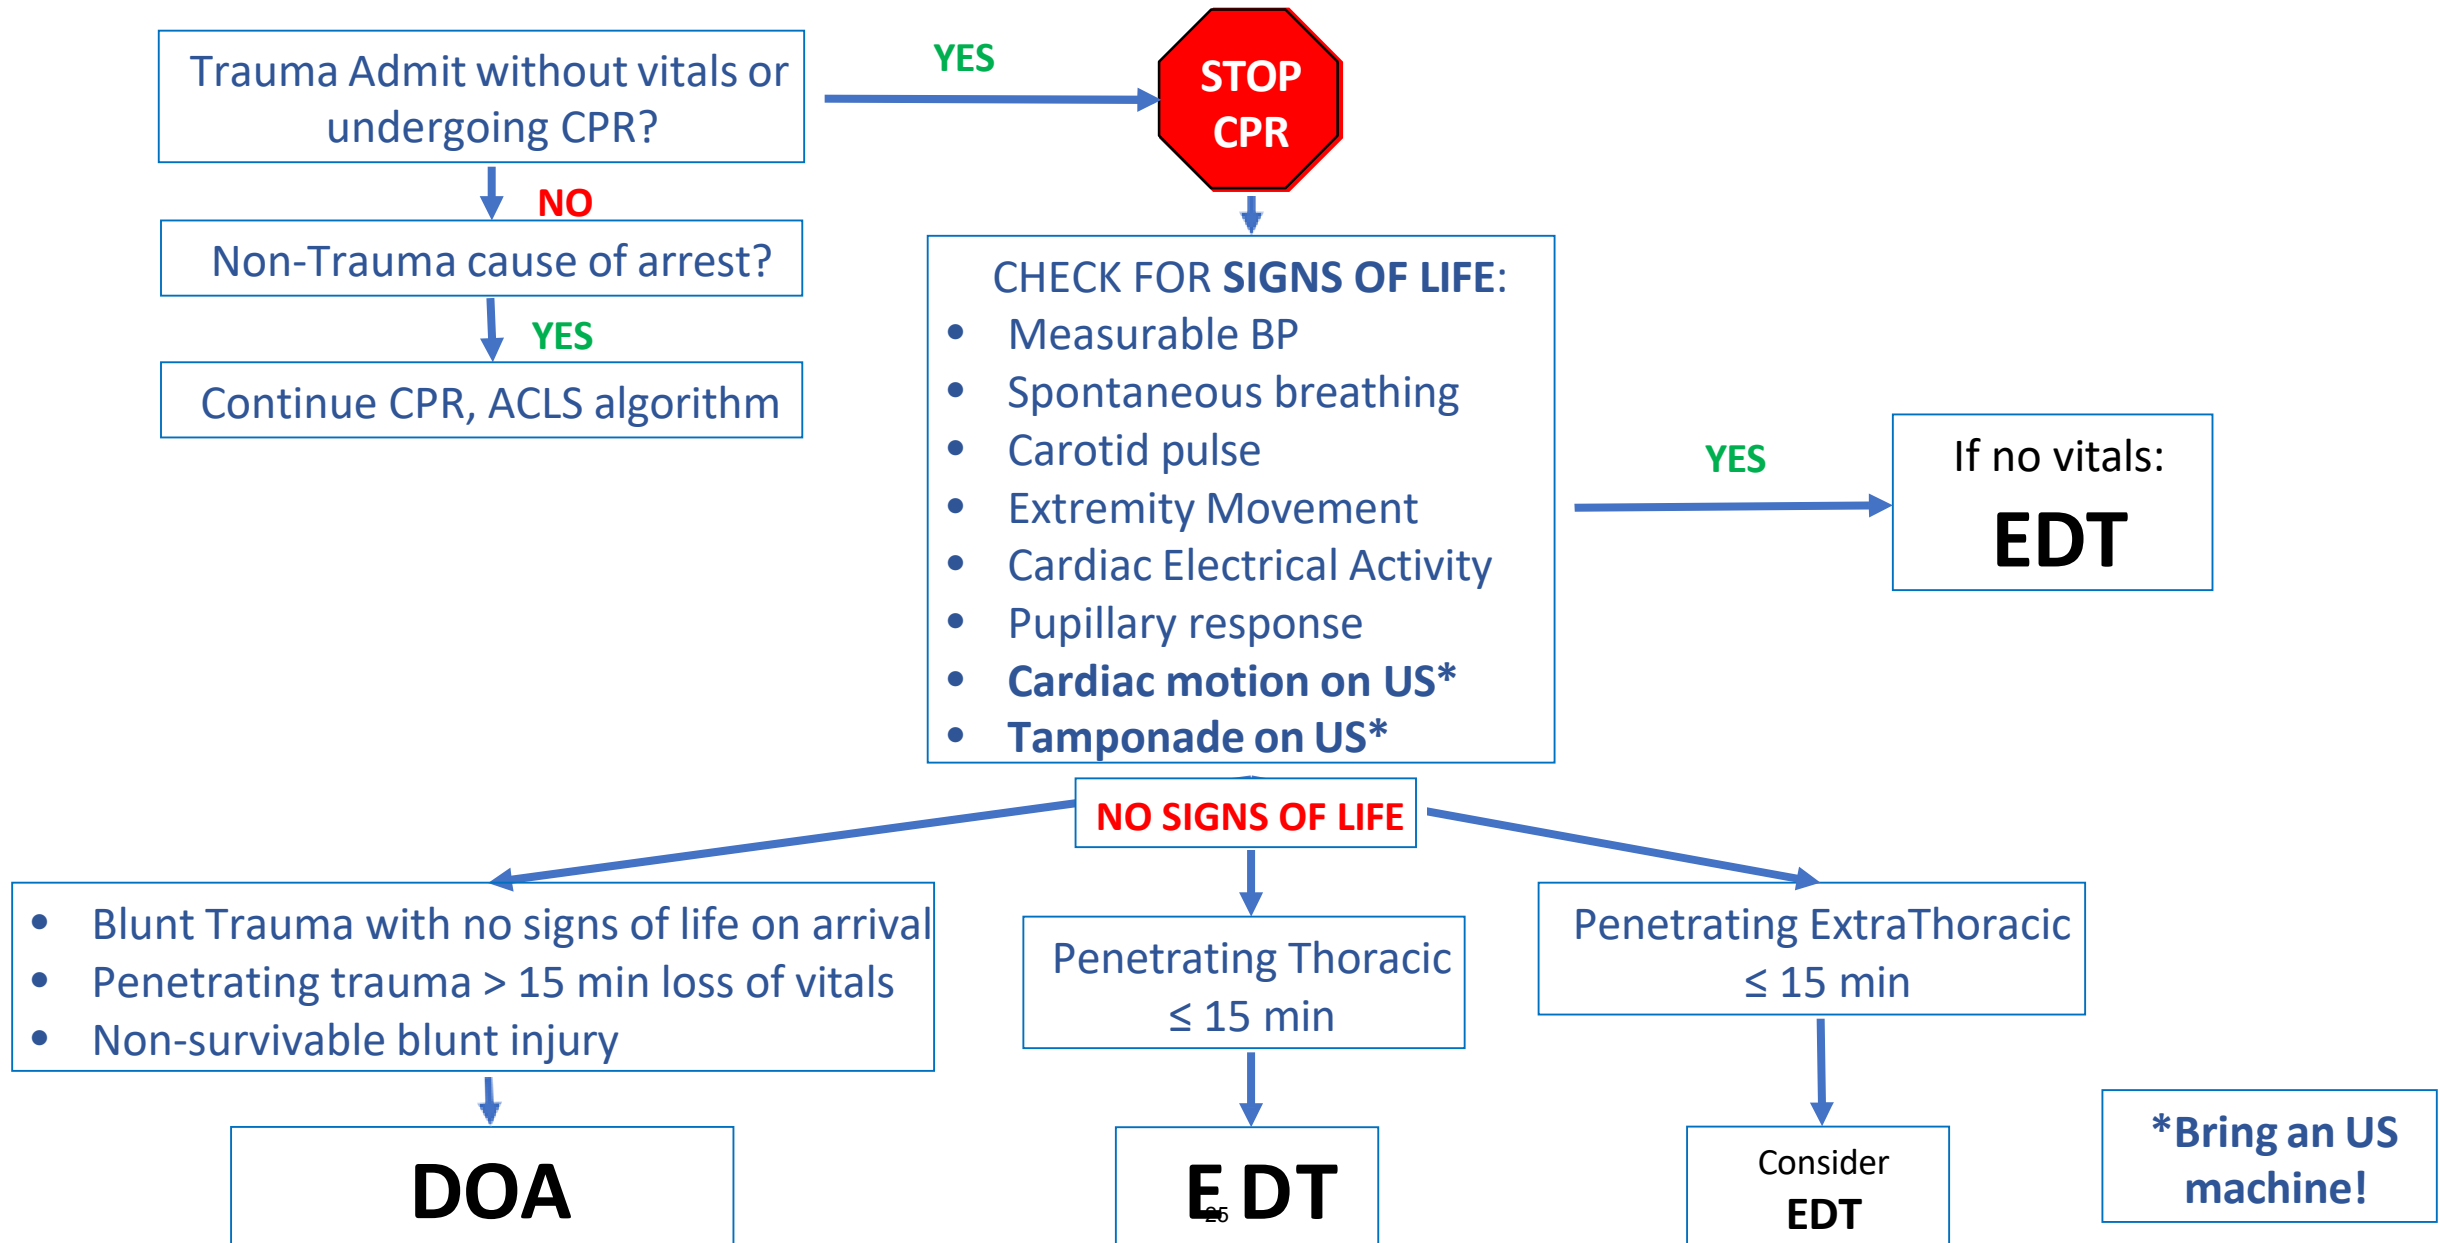 Trauma Admit without vitals or
undergoing CPR?
YES
STOP
CPR
NO
Non-Trauma cause of arrest?
YES
Continue CPR, ACLS algorithm
CHECK FOR SIGNS OF LIFE:
• Measurable BP
• Spontaneous breathing
• Carotid pulse
• Extremity Movement
• Cardiac Electrical Activity
• Pupillary response
• Cardiac motion on US*
• Tamponade on US*
YES
If no vitals:
EDT
NO SIGNS OF LIFE
• Blunt Trauma with no signs of life on arrival
• Penetrating trauma > 15 min loss of vitals
• Non-survivable blunt injury
DOA
Penetrating Thoracic
≤ 15 min
EDT
25
Penetrating ExtraThoracic
≤ 15 min
Consider
EDT
*Bring an US
machine!